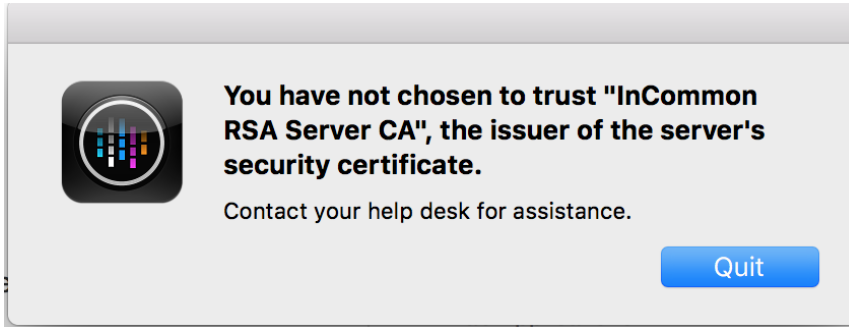 You have not chosen to trust "InCommon
RSA Server CA", the issuer of the server's
security certificate.
Contact your help desk for assistance.
Quit